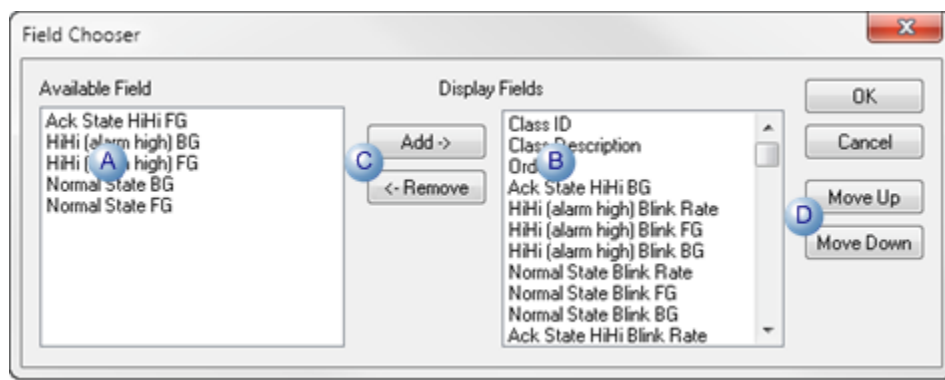 Field Chooser
Available Field
Ack State HiHi FG
HiHi (alarm high) BG
HiHi high) FG
Normal State BG
Normal State FG
A
C
Add ->
<- Remove
Display Fields
Class ID
Class Description
B
Ack State HiHi BG
HiHi (alarm high) Blink Rate
HiHi (alarm high) Blink FG
HiHi (alarm high) Blink BG
Normal State Blink Rate
Normal State Blink FG
Normal State Blink BG
Ack State HiHi Blink Rate
OK
Cancel
D
Move Up
Move Down